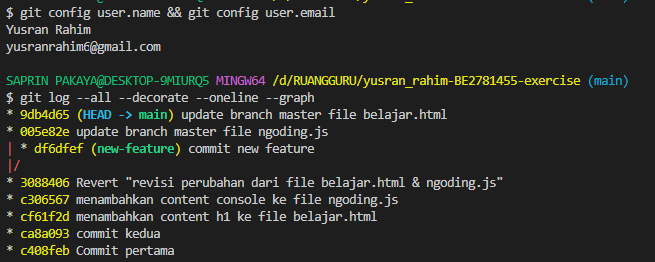 $ git config user.name && git config user.email
Yusran Rahim
yusranrahim6@gmail.com
SAPRIN PAKAYA@DESKTOP-9MIURQ5 MINGW64 /d/RUANGGURU/yusran_rahim-BE2781455-exercise (main)
$ git log --all --decorate --oneline --graph
* 9db4d65 (HEAD -> main) update branch master file belajar.html
* 005e82e update branch master file ngoding.js
| * df6dfef (new-feature) commit new feature
|/
* 3088406 Revert "revisi perubahan dari file belajar.html & ngoding.js"
* c306567 menambahkan content console ke file ngoding.js
* cf61f2d menambahkan content h1 ke file belajar.html
* ca8a093 commit kedua
* c408feb Commit pertama